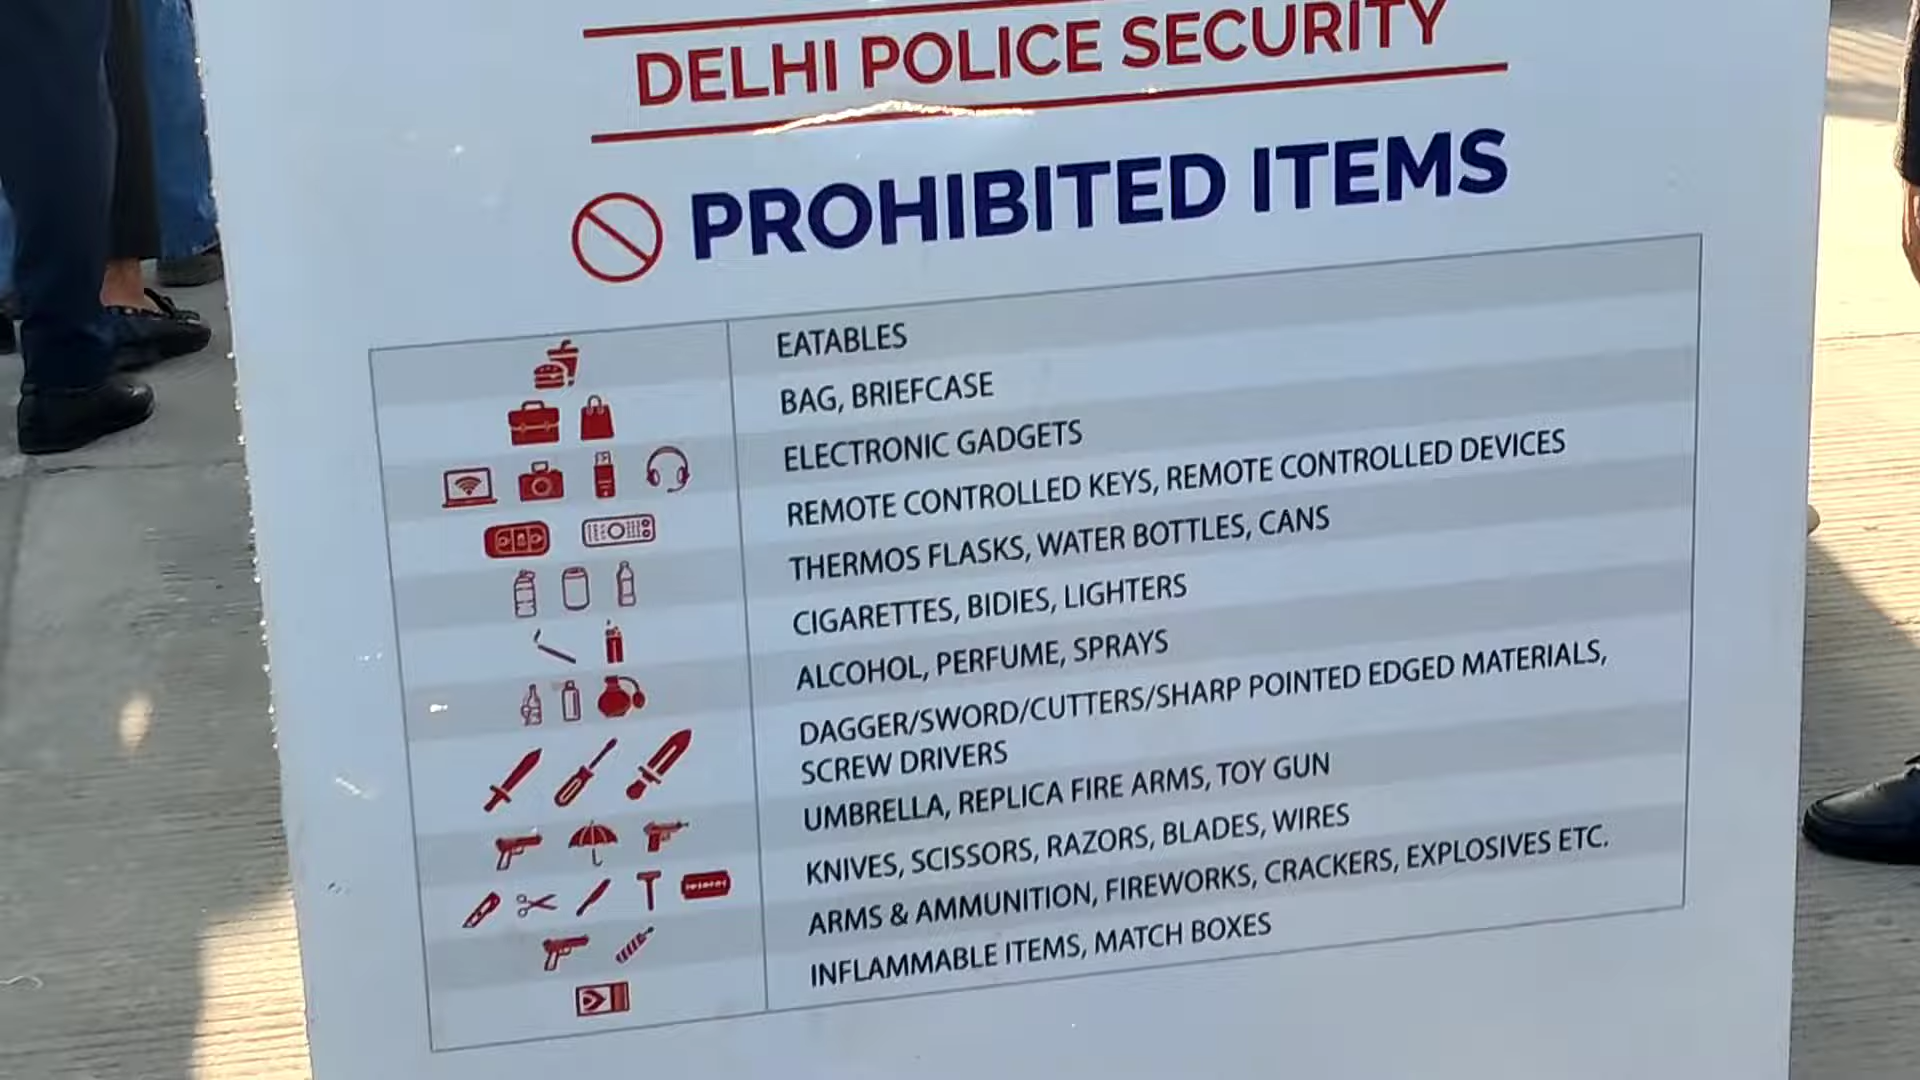 DELHI POLICE SECURITY
PROHIBITED ITEMS
EATABLES
BAG, BRIEFCASE
ELECTRONIC GADGETS
REMOTE CONTROLLED KEYS, REMOTE CONTROLLED DEVICES
THERMOS FLASKS, WATER BOTTLES, CANS
CIGARETTES, BIDIES, LIGHTERS
ALCOHOL, PERFUME, SPRAYS
DAGGER/SWORD/CUTTERS/SHARP POINTED EDGED MATERIALS,
SCREW DRIVERS
UMBRELLA, REPLICA FIRE ARMS, TOY GUN
KNIVES, SCISSORS, RAZORS, BLADES, WIRES
ARMS & AMMUNITION, FIREWORKS, CRACKERS, EXPLOSIVES ETC.
INFLAMMABLE ITEMS, MATCH BOXES